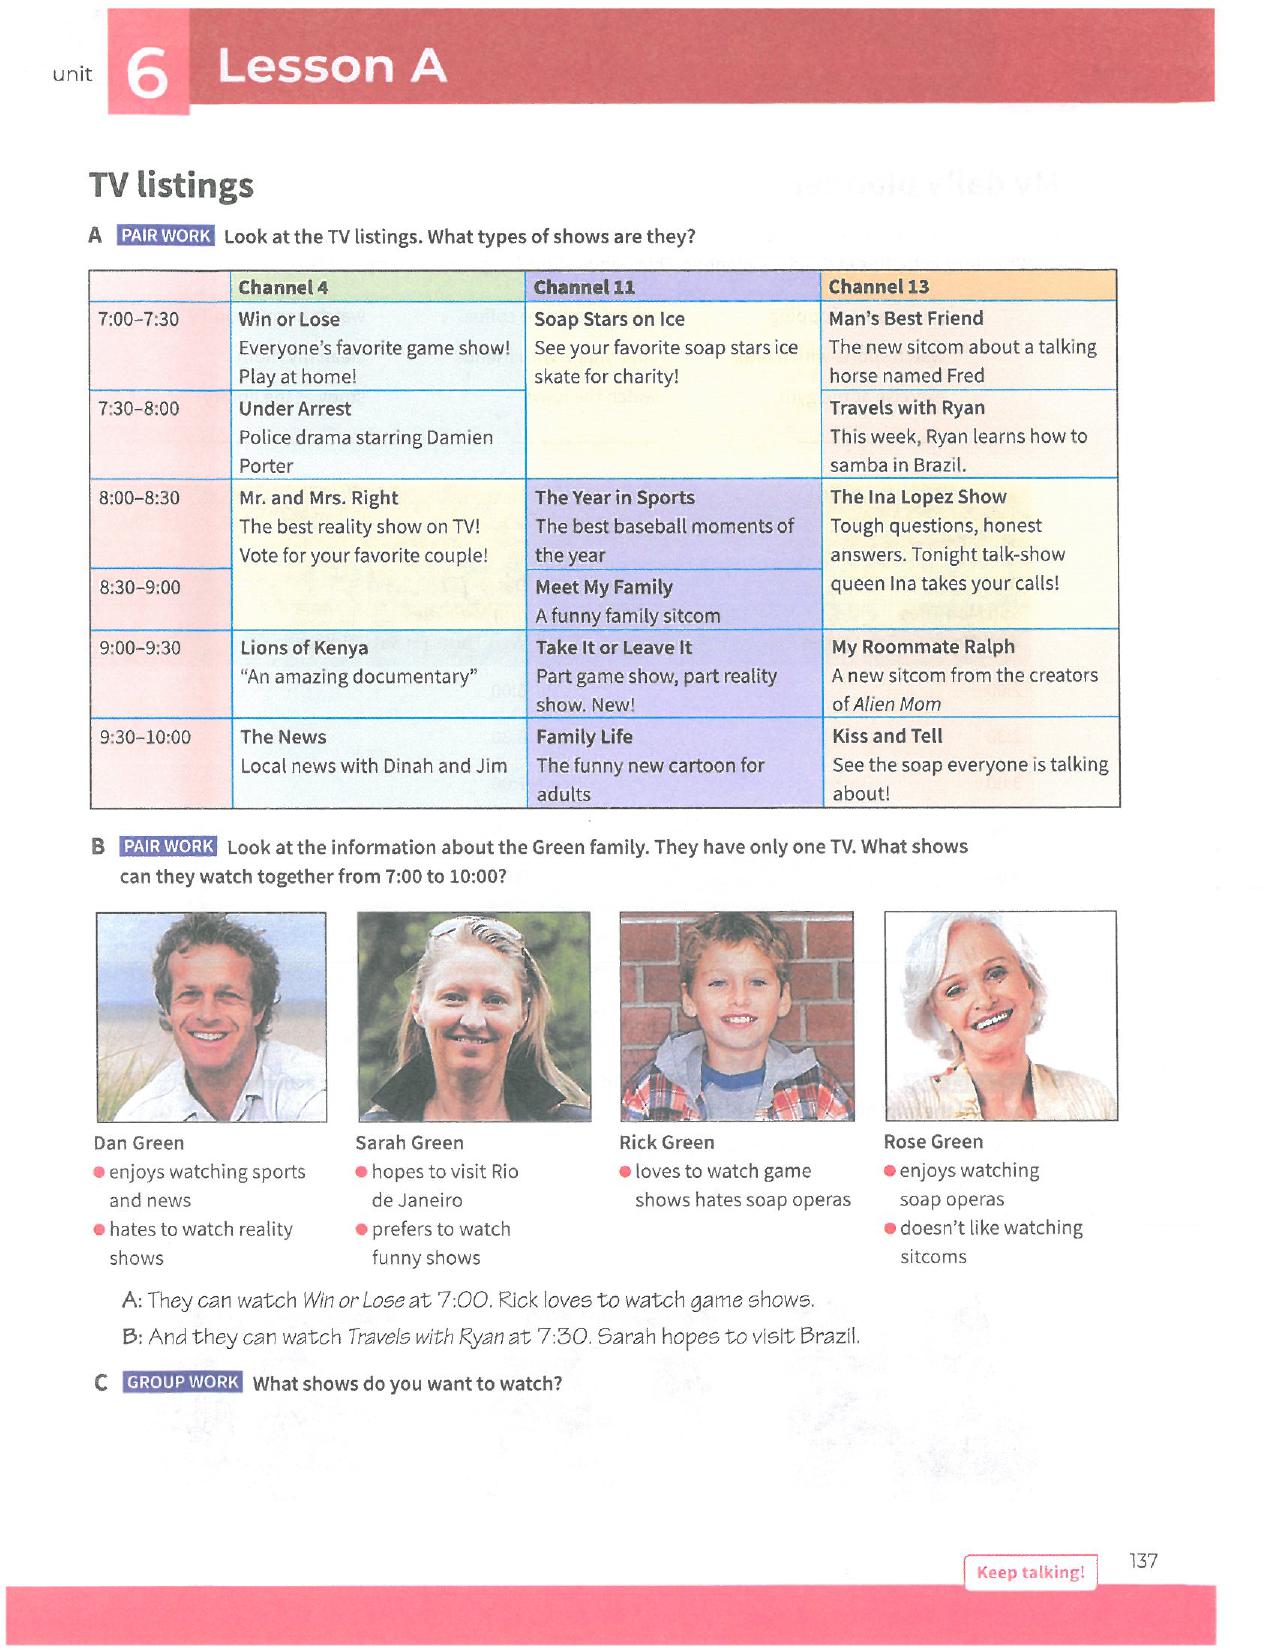 unit 6 Lesson A
TV listings
A PAIR WORK Look at the TV listings. What types of shows are they?
Channel 4 Channel 11 Channel 13
7:00–7:30
Win or Lose
Everyone's favorite game show!
Play at home!
Soap Stars on Ice
See your favorite soap stars ice
skate for charity!
Man's Best Friend
The new sitcom about a talking
horse named Fred
7:30–8:00
Under Arrest
Police drama starring Damien
Porter
Travels with Ryan
This week, Ryan learns how to
samba in Brazil.
8:00–8:30
Mr. and Mrs. Right
The best reality show on TV!
Vote for your favorite couple!
The Year in Sports
The best baseball moments of
the year
The Ina Lopez Show
Tough questions, honest
answers. Tonight talk-show
queen Ina takes your calls!
8:30–9:00
Meet My Family
A funny family sitcom
9:00–9:30
Lions of Kenya
"An amazing documentary"
Take It or Leave It
Part game show, part reality
show. New!
My Roommate Ralph
A new sitcom from the creators
of Alien Mom
9:30–10:00
The News
Local news with Dinah and Jim
Family Life
The funny new cartoon for
adults
Kiss and Tell
See the soap everyone is talking
about!
B PAIR WORK Look at the information about the Green family. They have only one TV. What shows
can they watch together from 7:00 to 10:00?
Dan Green
• enjoys watching sports
and news
• hates to watch reality
shows
Sarah Green
• hopes to visit Rio
de Janeiro
• prefers to watch
funny shows
Rick Green
• loves to watch game
shows hates soap operas
Rose Green
• enjoys watching
soap operas
• doesn't like watching
sitcoms
A: They can watch Win or Lose at 7:00. Rick loves to watch game shows.
B: And they can watch Travels with Ryan at 7:30. Sarah hopes to visit Brazil.
C GROUP WORK What shows do you want to watch?
Keep talking! 137